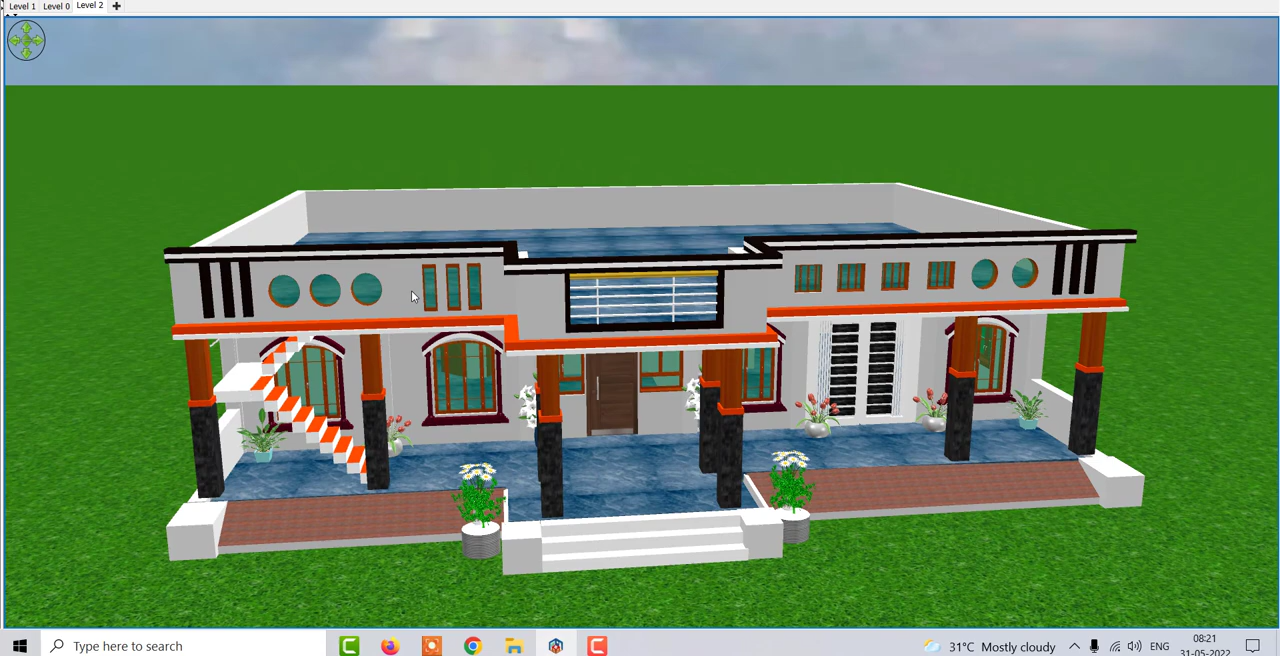 Level 1 Level 0 Level 2
Type here to search
31°C Mostly cloudy
ENG
08:21
31-05-2022